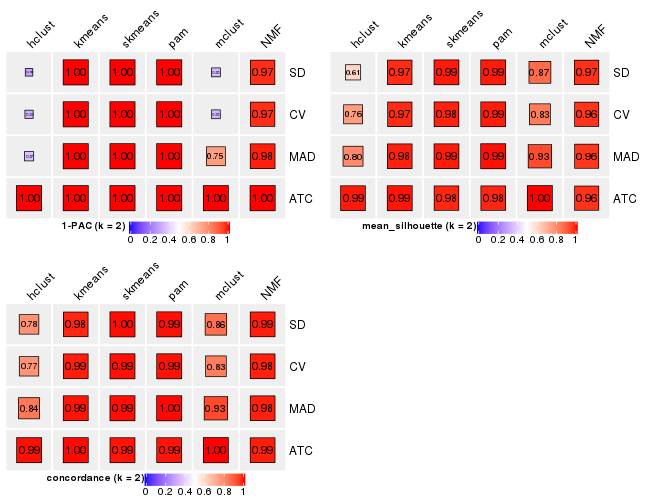 hclust kmeans skmeans pam mclust NMF
1.00 1.00 1.00 0.97 SD
1.00 1.00 1.00 0.97 CV
1.00 1.00 1.00 0.75 0.98 MAD
1.00 1.00 1.00 1.00 1.00 1.00 ATC
1-PAC (k = 2)
0 0.2 0.4 0.6 0.8 1
hclust kmeans skmeans pam mclust NMF
0.61 0.97 0.99 0.99 0.87 0.97 SD
0.76 0.97 0.98 0.99 0.83 0.96 CV
0.80 0.98 0.99 0.99 0.93 0.96 MAD
0.99 0.99 0.98 0.98 1.00 0.96 ATC
mean_silhouette (k = 2)
0 0.2 0.4 0.6 0.8 1
hclust kmeans skmeans pam mclust NMF
0.78 0.98 1.00 0.99 0.86 0.99 SD
0.77 0.99 0.99 0.99 0.83 0.98 CV
0.84 0.99 0.99 1.00 0.93 0.98 MAD
0.99 1.00 0.99 0.99 1.00 0.99 ATC
concordance (k = 2)
0 0.2 0.4 0.6 0.8 1